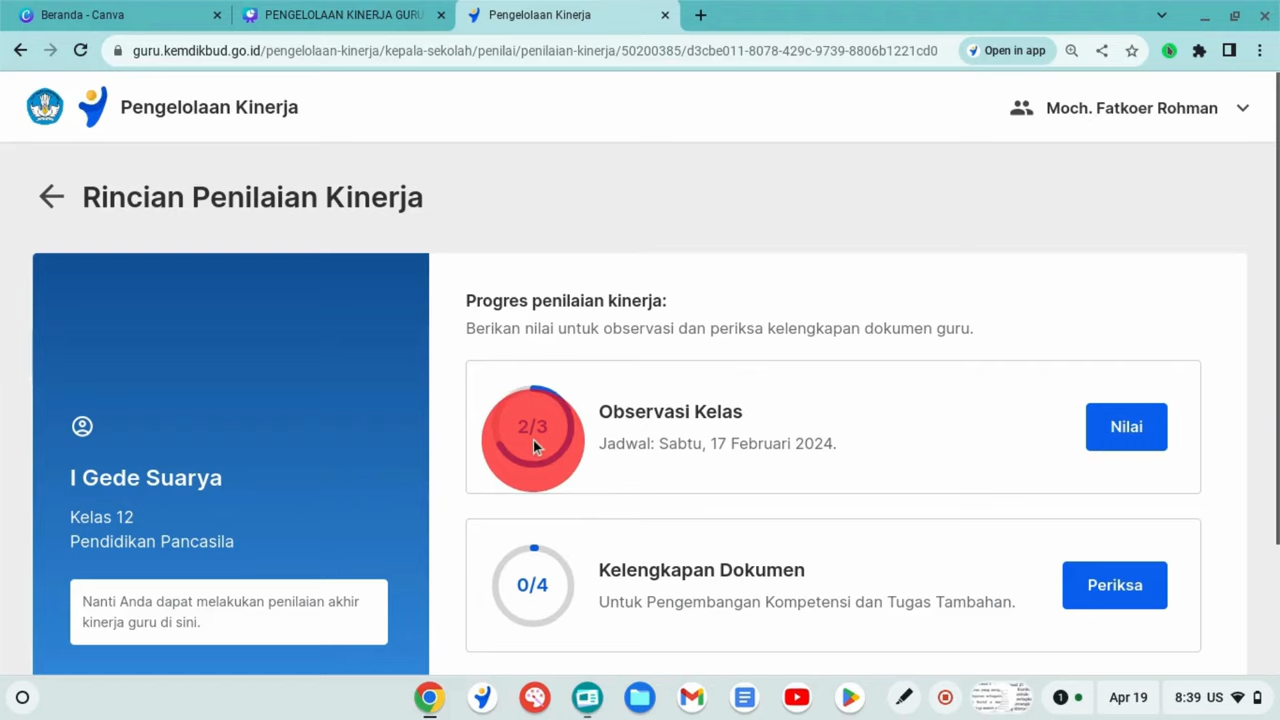 Beranda - Canva
PENGELOLAAN KINERJA GURU
Pengelolaan Kinerja
guru.kemdikbud.go.id/pengelolaan-kinerja/kepala-sekolah/penilai/penilaian-kinerja/50200385/d3cbe011-8078-429c-9739-8806b1221cd0
Open in app
Pengelolaan Kinerja
Moch. Fatkoer Rohman
Rincian Penilaian Kinerja
I Gede Suarya
Kelas 12
Pendidikan Pancasila
Nanti Anda dapat melakukan penilaian akhir
kinerja guru di sini.
Progres penilaian kinerja:
Berikan nilai untuk observasi dan periksa kelengkapan dokumen guru.
2/3
Observasi Kelas
Jadwal: Sabtu, 17 Februari 2024.
Nilai
0/4
Kelengkapan Dokumen
Untuk Pengembangan Kompetensi dan Tugas Tambahan.
Periksa
1
Apr 19
8:39 US